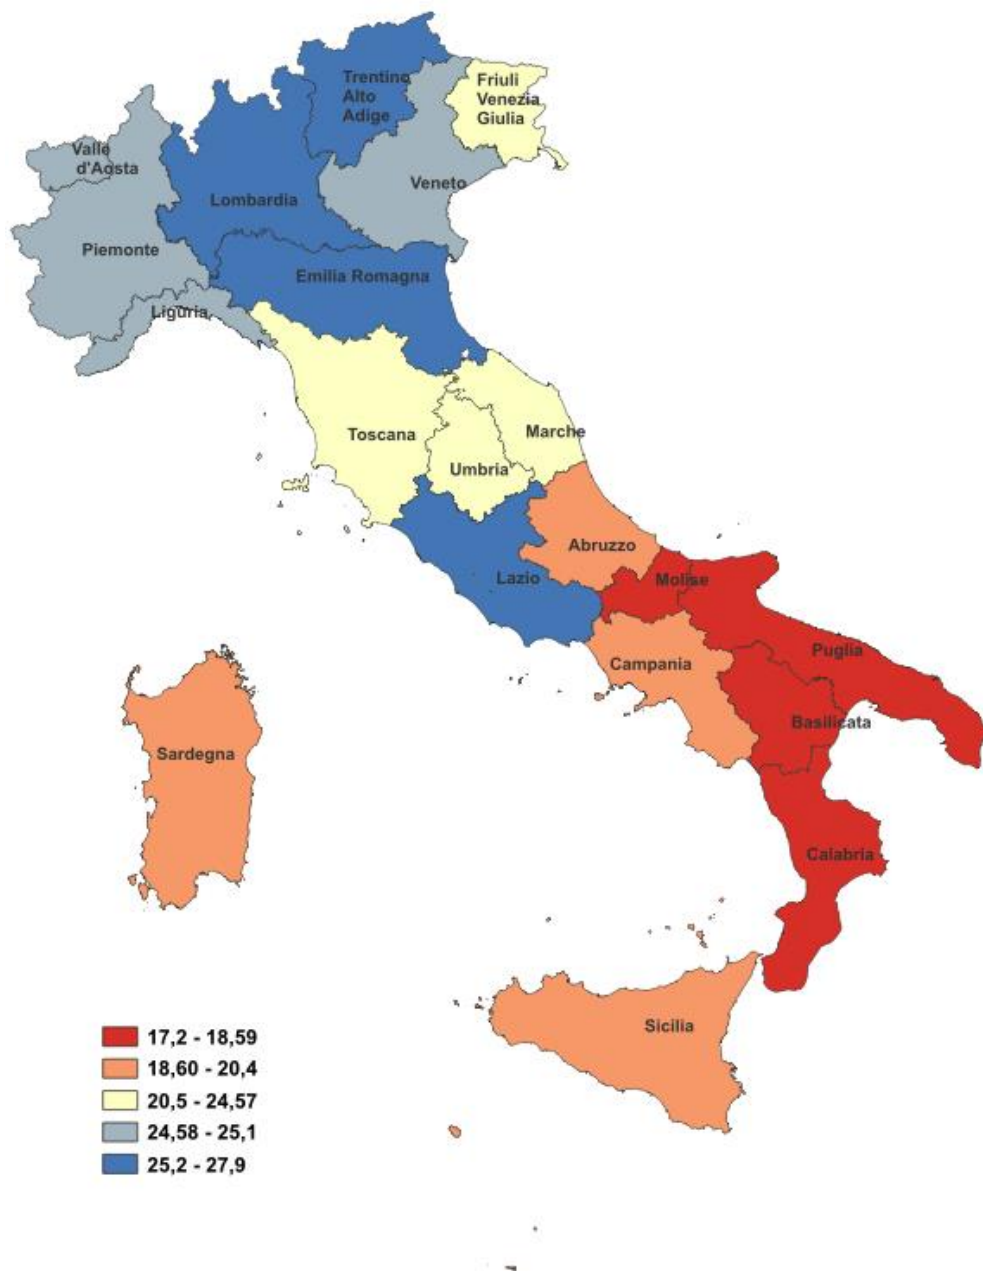 Trentino
Alto
Adige
Friuli
Venezia
Giulia
Valle
d'Aosta
Veneto
Lombardia
Piemonte
Emilia Romagna
Liguria
Toscana
Marche
Umbria
Abruzzo
Lazio
Molise
Campania
Puglia
Basilicata
Sardegna
Calabria
Sicilia
17,2 - 18,59
18,60 - 20,4
20,5 - 24,57
24,58 - 25,1
25,2 - 27,9